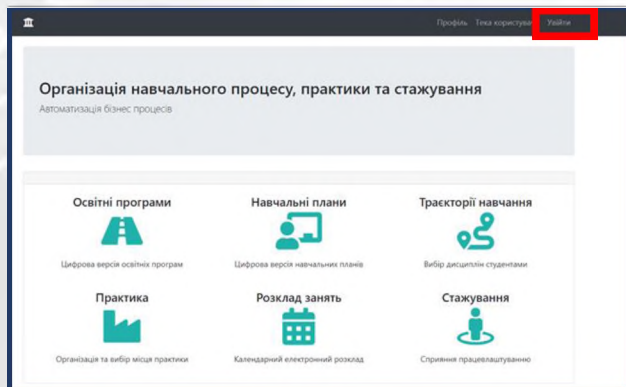 Профіль Тека користувача Увійти
Організація навчального процесу, практики та стажування
Автоматизація бізнес процесів
Освітні програми Навчальні плани Траєкторії навчання
Цифрова версія освітніх програм Цифрова версія навчальних планів Вибір дисциплін студентами
Практика Розклад занять Стажування
Організація та вибір місця практики Календарний електронний розклад Сприяння працевлаштуванню